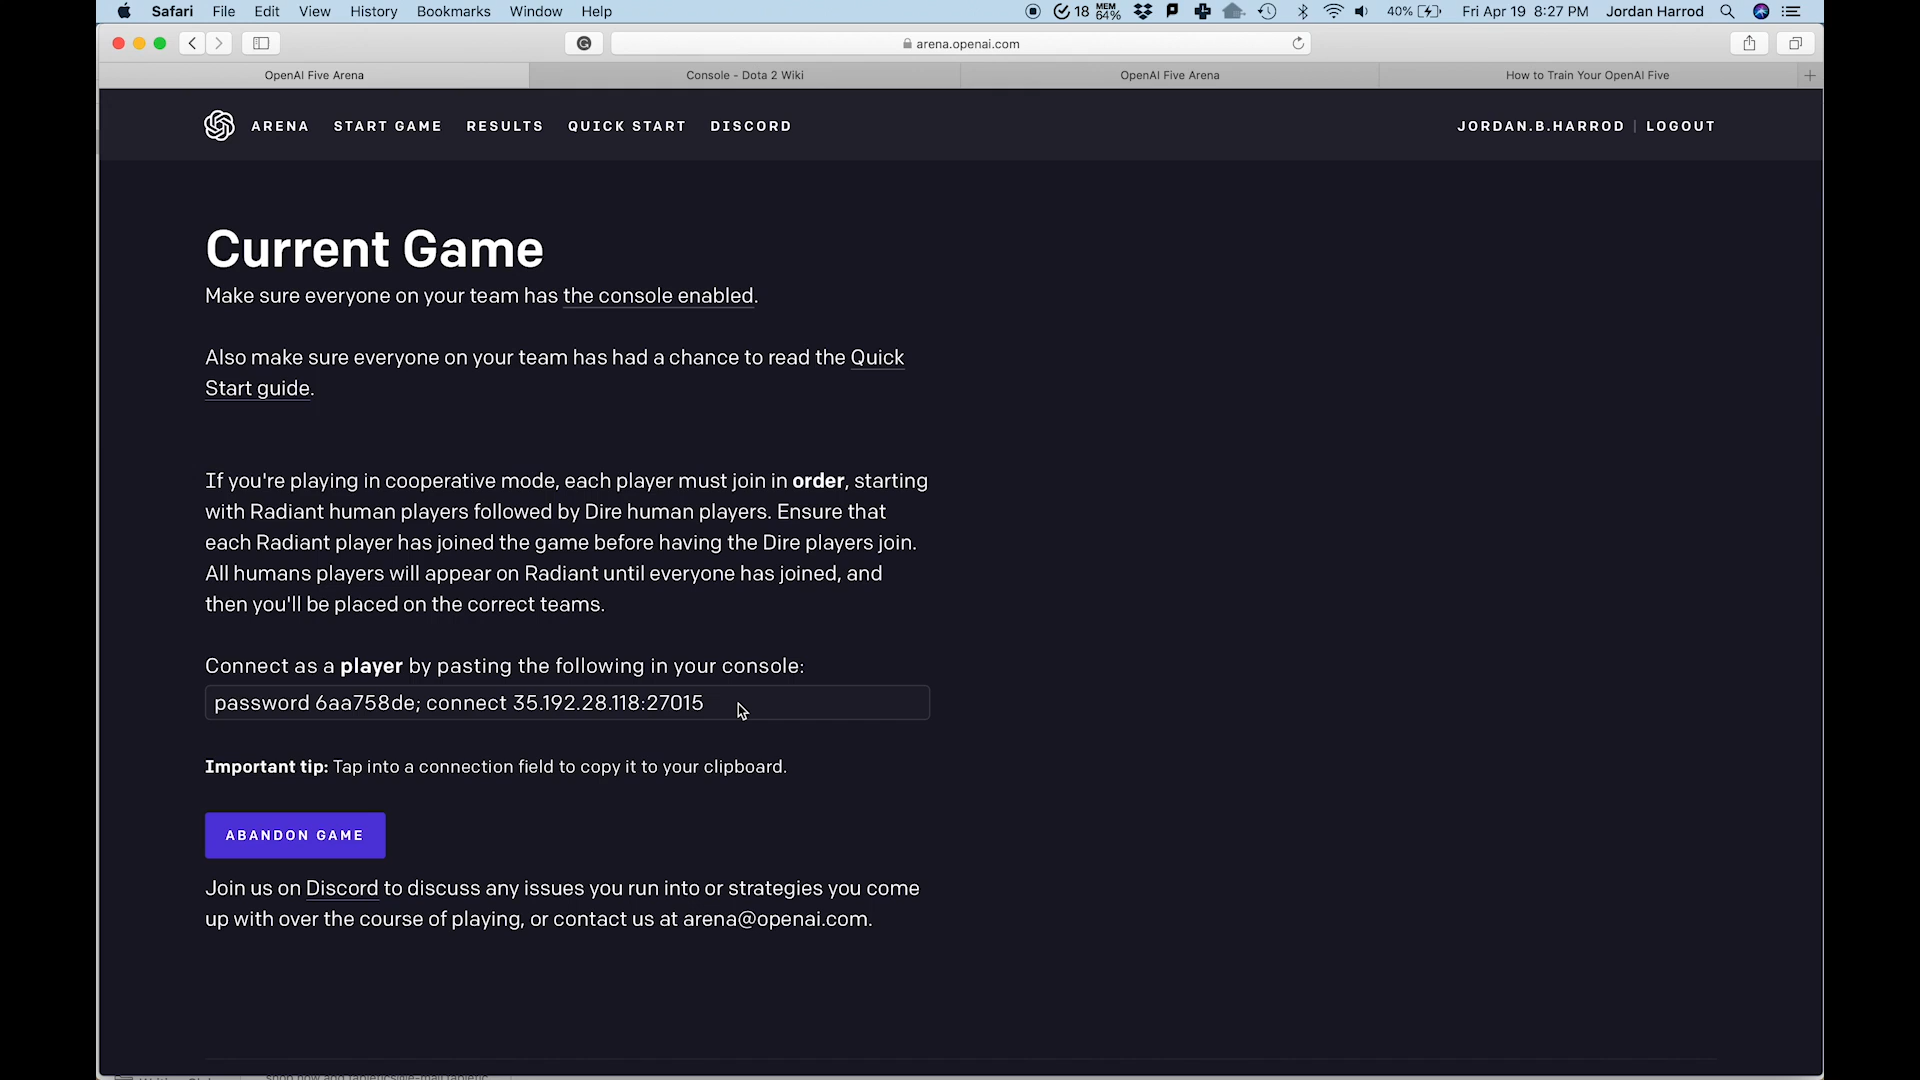 Safari File Edit View History Bookmarks Window Help 18 MEM 64% 40% Fri Apr 19 8:27 PM Jordan Harrod
arena.openai.com
OpenAI Five Arena Console - Dota 2 Wiki OpenAI Five Arena How to Train Your OpenAI Five
ARENA START GAME RESULTS QUICK START DISCORD JORDAN.B.HARROD | LOGOUT
Current Game
Make sure everyone on your team has the console enabled.
Also make sure everyone on your team has had a chance to read the Quick
Start guide.
If you're playing in cooperative mode, each player must join in order, starting
with Radiant human players followed by Dire human players. Ensure that
each Radiant player has joined the game before having the Dire players join.
All humans players will appear on Radiant until everyone has joined, and
then you'll be placed on the correct teams.
Connect as a player by pasting the following in your console:
password 6aa758de; connect 35.192.28.118:27015
Important tip: Tap into a connection field to copy it to your clipboard.
ABANDON GAME
Join us on Discord to discuss any issues you run into or strategies you come
up with over the course of playing, or contact us at arena@openai.com.